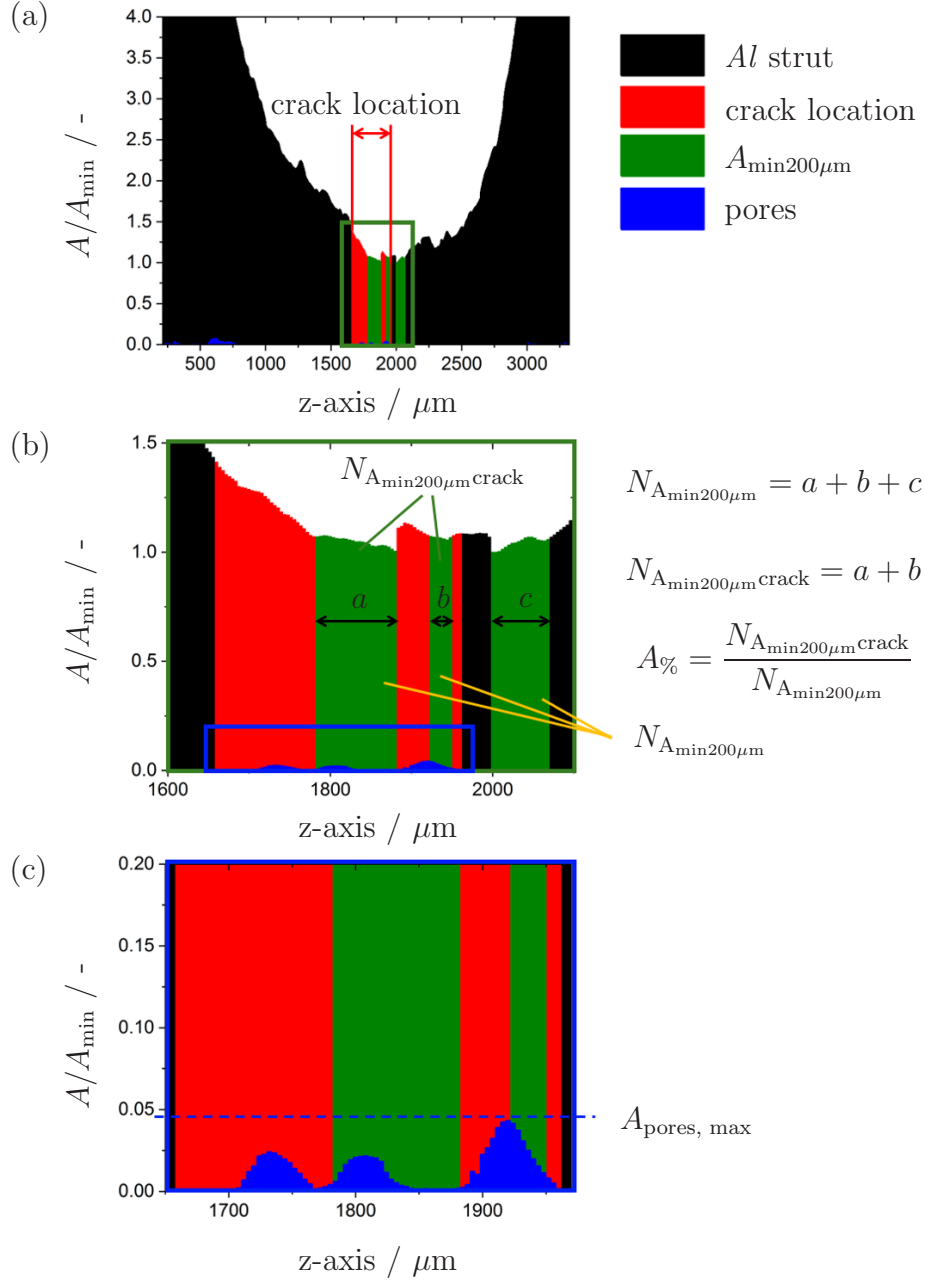 (a)
4.0
3.5
3.0
2.5
2.0
1.5
1.0
0.5
0.0
A/A_min / -
crack location
500 1000 1500 2000 2500 3000
z-axis / μm
Al strut
crack location
A_min200μm
pores
(b)
1.5
1.0
0.5
0.0
A/A_min / -
N_A_min200μm crack
a b c
1600 1800 2000
z-axis / μm
N_A_min200μm = a + b + c
N_A_min200μm crack = a + b
A_% = N_A_min200μm crack / N_A_min200μm
N_A_min200μm
(c)
0.20
0.15
0.10
0.05
0.00
A/A_min / -
A_pores, max
1700 1800 1900
z-axis / μm